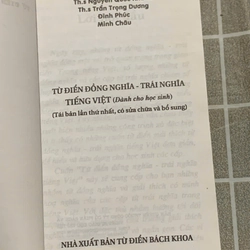 Th.s Trần Trọng Dương
Đình Phúc
Minh Châu
TỪ ĐIỂN ĐỒNG NGHĨA - TRÁI NGHĨA
TIẾNG VIỆT (Dành cho học sinh)
(Tái bản lần thứ nhất, có sửa chữa và bổ sung)
NHÀ XUẤT BẢN TỪ ĐIỂN BÁCH KHOA